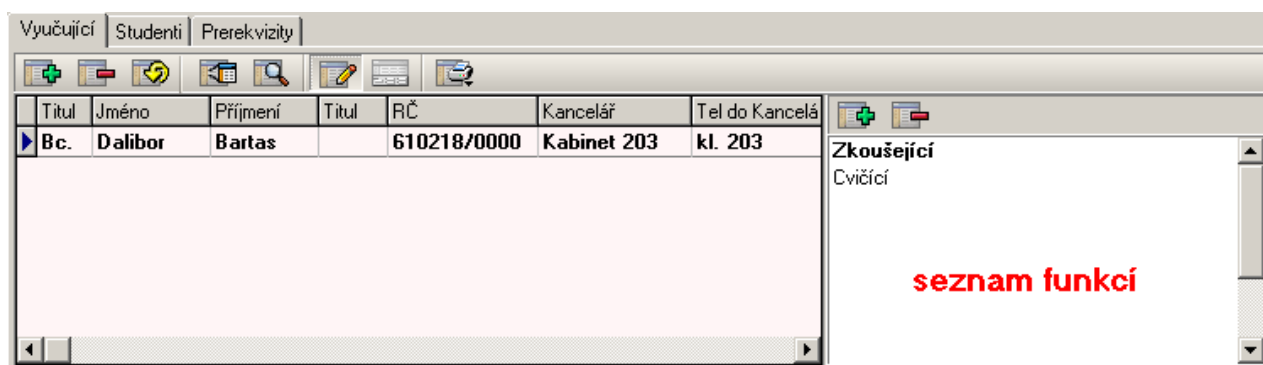 Vyučující Studenti Prerekvizity
Titul Jméno Příjmení Titul RČ Kancelář Tel do Kancelá
Bc. Dalibor Bartas 610218/0000 Kabinet 203 kl. 203
Zkoušející
Cvičící
seznam funkcí